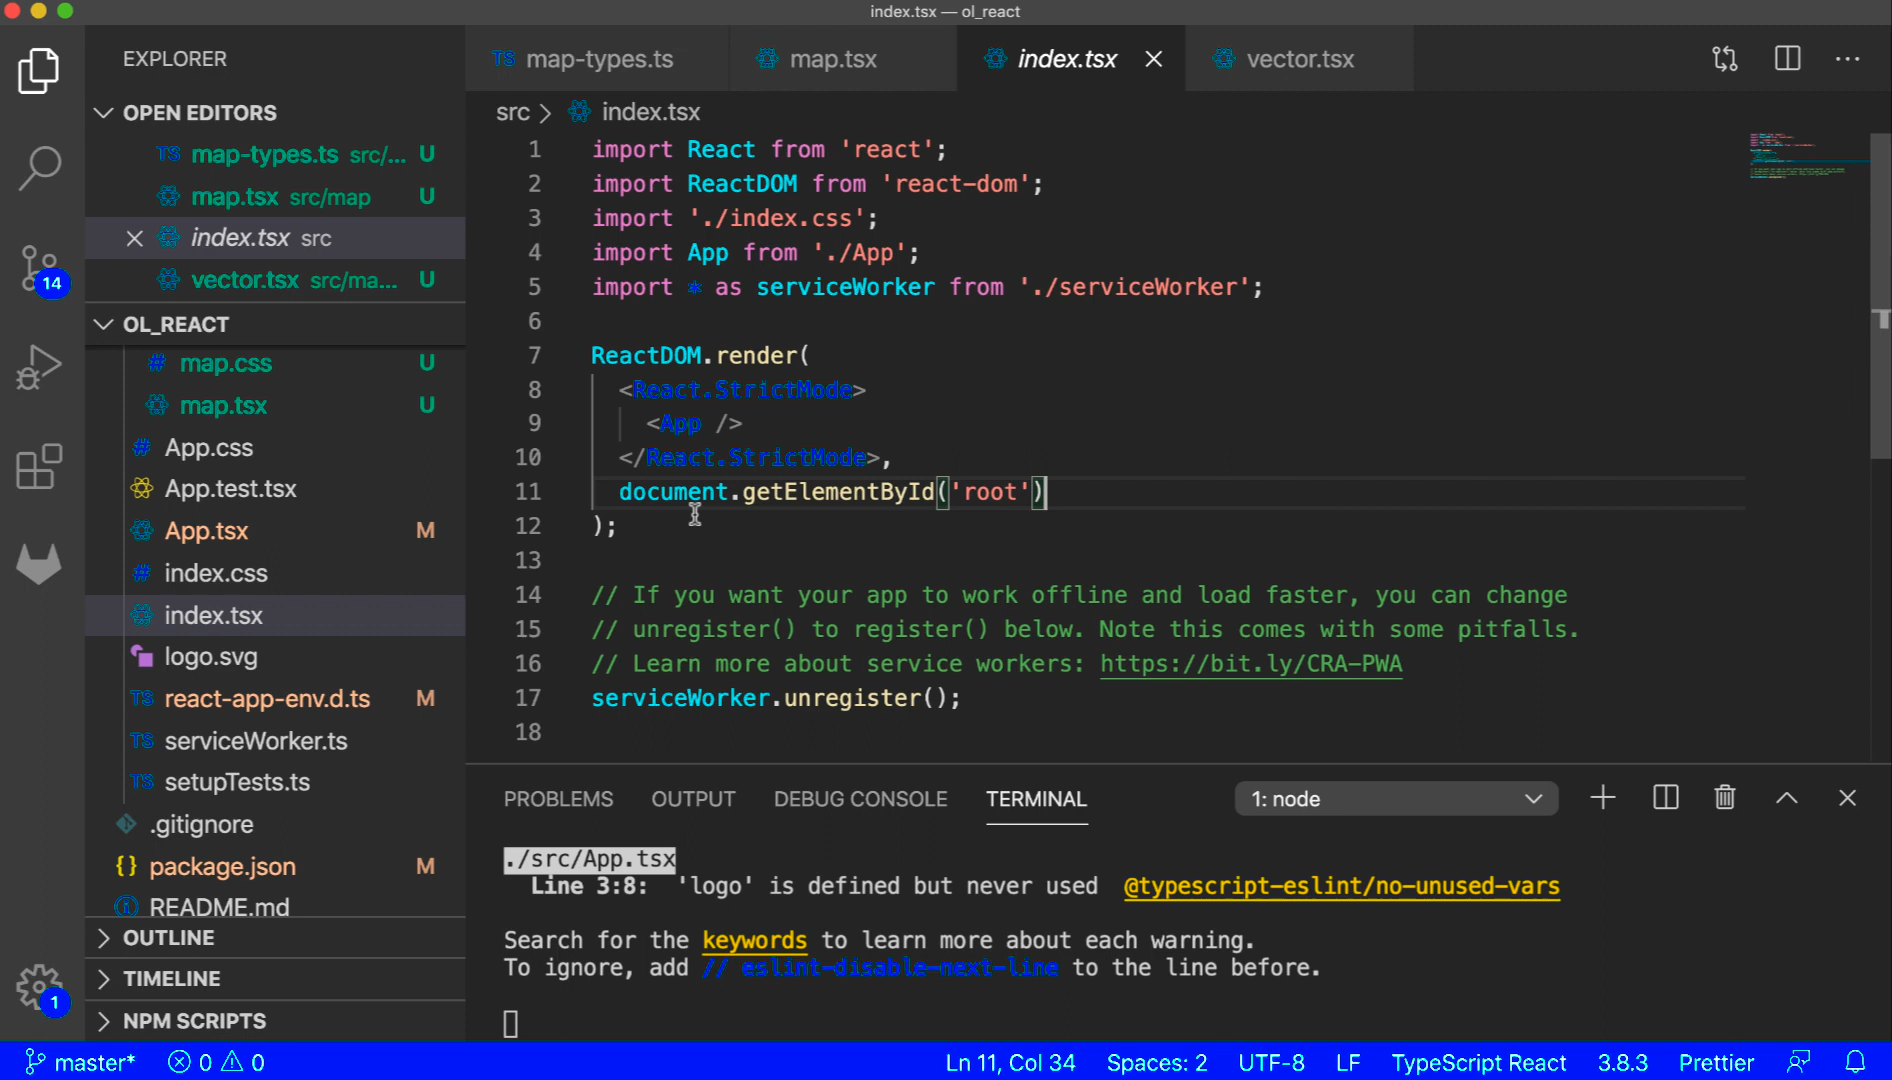 index.tsx — ol_react
EXPLORER
OPEN EDITORS
TS map-types.ts src/... U
map.tsx src/map U
index.tsx src
vector.tsx src/ma... U
OL_REACT
# map.css U
map.tsx U
# App.css
App.test.tsx
App.tsx M
# index.css
index.tsx
logo.svg
TS react-app-env.d.ts M
TS serviceWorker.ts
TS setupTests.ts
.gitignore
{} package.json M
README.md
OUTLINE
TIMELINE
NPM SCRIPTS
14
1
TS map-types.ts
map.tsx
index.tsx
vector.tsx
src > index.tsx
1 import React from 'react';
2 import ReactDOM from 'react-dom';
3 import './index.css';
4 import App from './App';
5 import * as serviceWorker from './serviceWorker';
6
7 ReactDOM.render(
8 <React.StrictMode>
9 <App />
10 </React.StrictMode>,
11 document.getElementById('root')
12 );
13
14 // If you want your app to work offline and load faster, you can change
15 // unregister() to register() below. Note this comes with some pitfalls.
16 // Learn more about service workers: https://bit.ly/CRA-PWA
17 serviceWorker.unregister();
18
PROBLEMS OUTPUT DEBUG CONSOLE TERMINAL 1: node
./src/App.tsx
Line 3:8: 'logo' is defined but never used @typescript-eslint/no-unused-vars
Search for the keywords to learn more about each warning.
To ignore, add // eslint-disable-next-line to the line before.
master* 0 0 Ln 11, Col 34 Spaces: 2 UTF-8 LF TypeScript React 3.8.3 Prettier